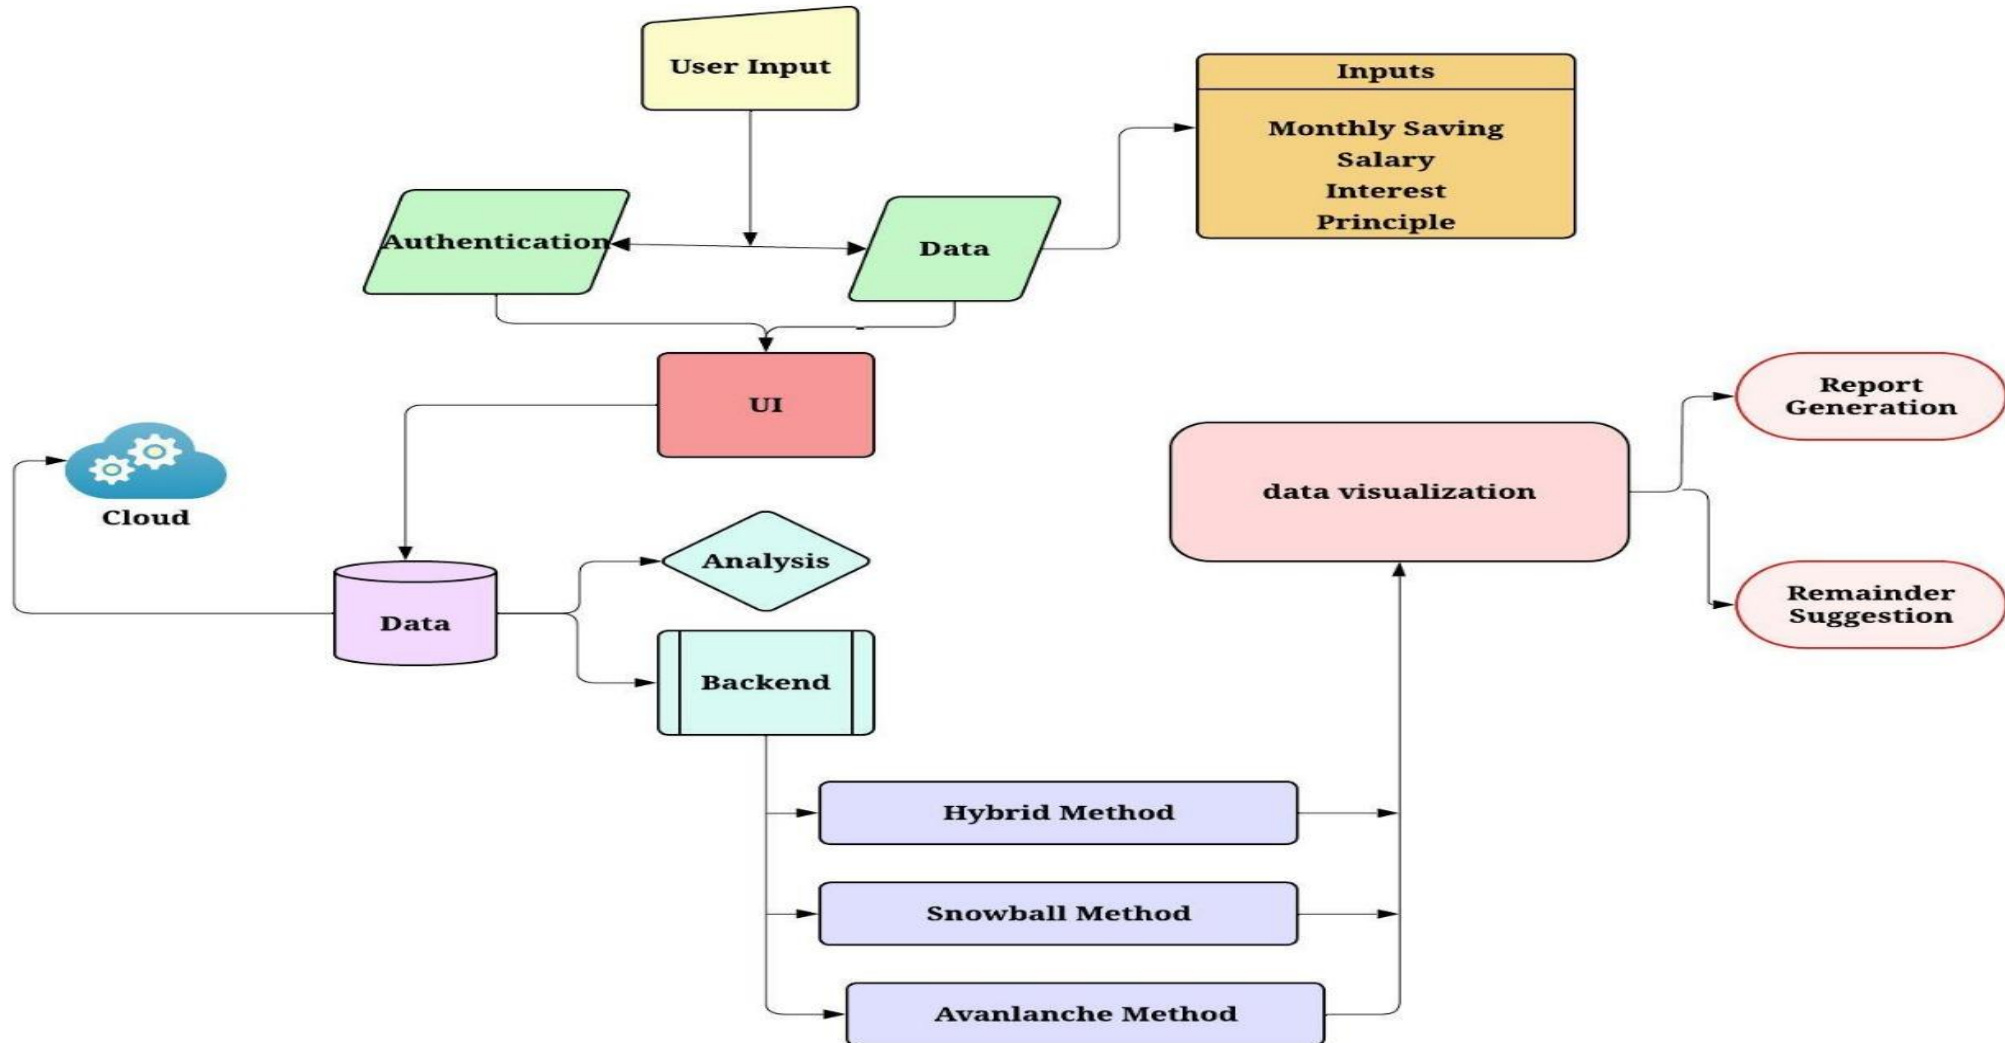 User Input
Inputs
Monthly Saving
Salary
Interest
Principle
Authentication
Data
UI
Report
Generation
data visualization
Cloud
Analysis
Data
Remainder
Suggestion
Backend
Hybrid Method
Snowball Method
Avanlanche Method